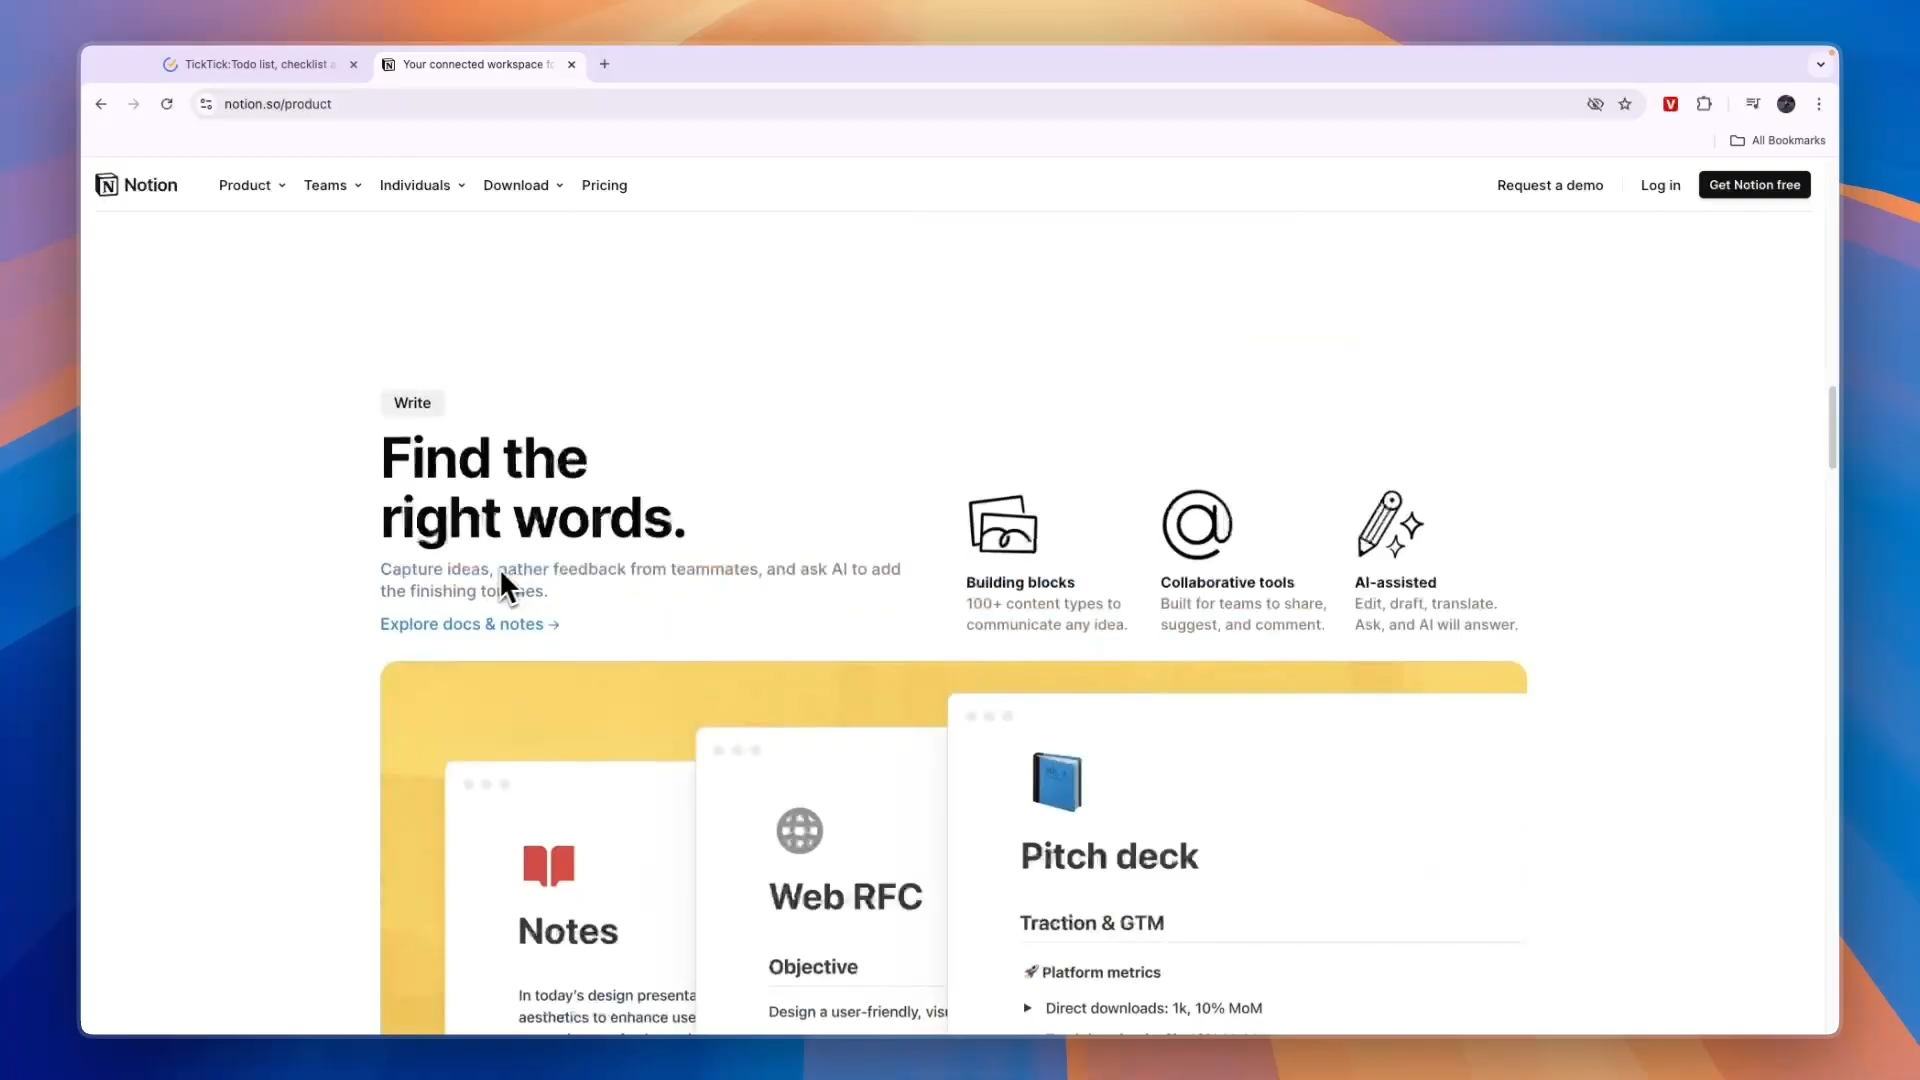 TickTick:Todo list, checklist
Your connected workspace
notion.so/product
All Bookmarks
Notion
Product
Teams
Individuals
Download
Pricing
Request a demo
Log in
Get Notion free
Write
Find the
right words.
Capture ideas, gather feedback from teammates, and ask AI to add
the finishing
Explore docs & notes →
Building blocks
100+ content types to
communicate any idea.
Collaborative tools
Built for teams to share,
suggest, and comment.
AI-assisted
Edit, draft, translate.
Ask, and AI will answer.
Notes
In today's design
aesthetics to enhance
Web RFC
Objective
Design a user-friendly,
Pitch deck
Traction & GTM
🚀 Platform metrics
Direct downloads: 1k, 10% MoM